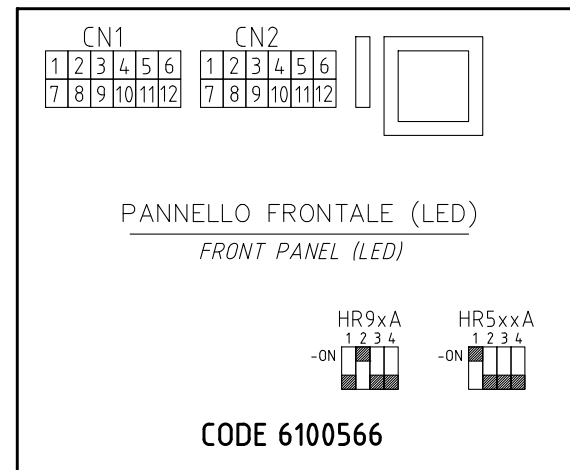 CN1 CN2
1 2 3 4 5 6 1 2 3 4 5 6
7 8 9 10 11 12 7 8 9 10 11 12
PANNELLO FRONTALE (LED)
FRONT PANEL (LED)
HR9xA HR5xxA
1 2 3 4 1 2 3 4
-ON -ON
CODE 6100566